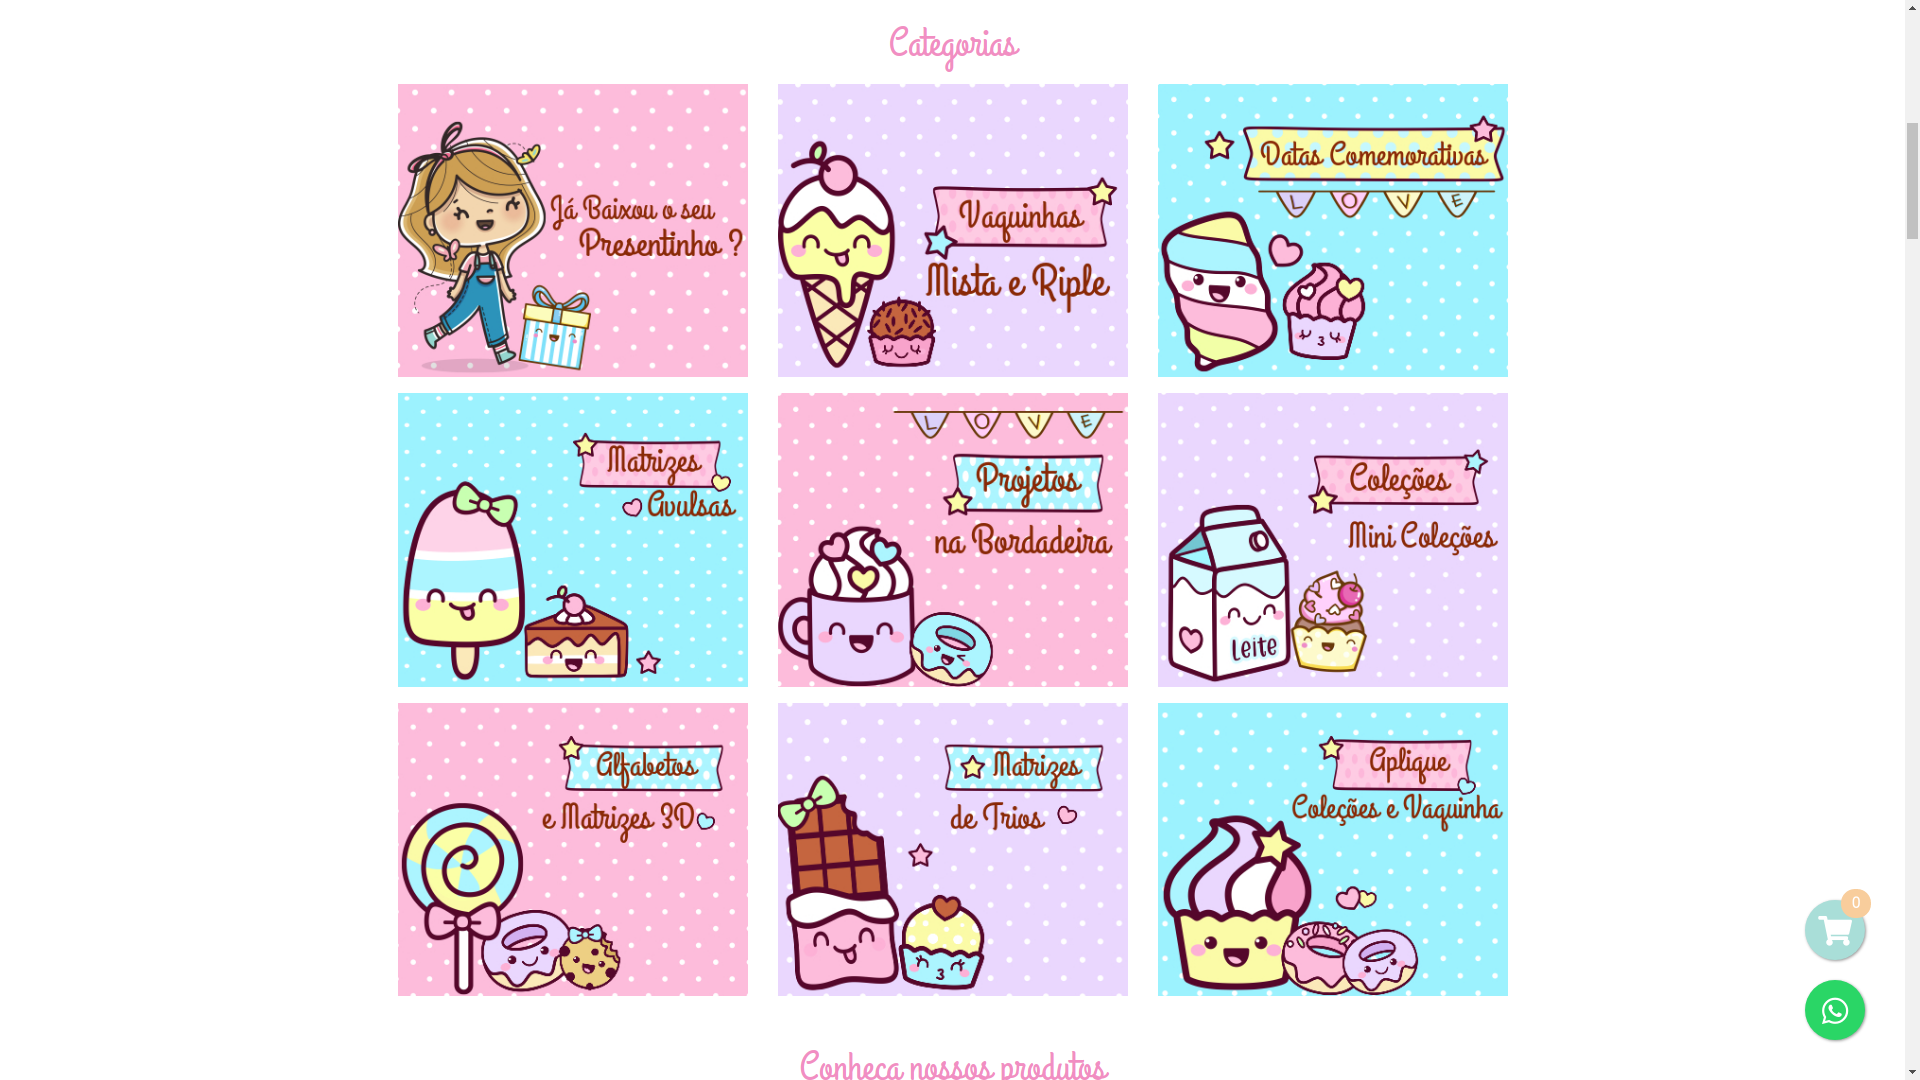 Categorias
Já Baixou o seu
Presentinho ?
Vaquinhas
Mista e Riple
Datas Comemorativas
LOVE
Matrizes
Avulsas
LOVE
Projetos
na Bordadeira
Coleções
Mini Coleções
Leite
Alfabetos
e Matrizes 3D
Matrizes
de Trios
Aplique
Coleções e Vaquinha
0
Conheça nossos produtos